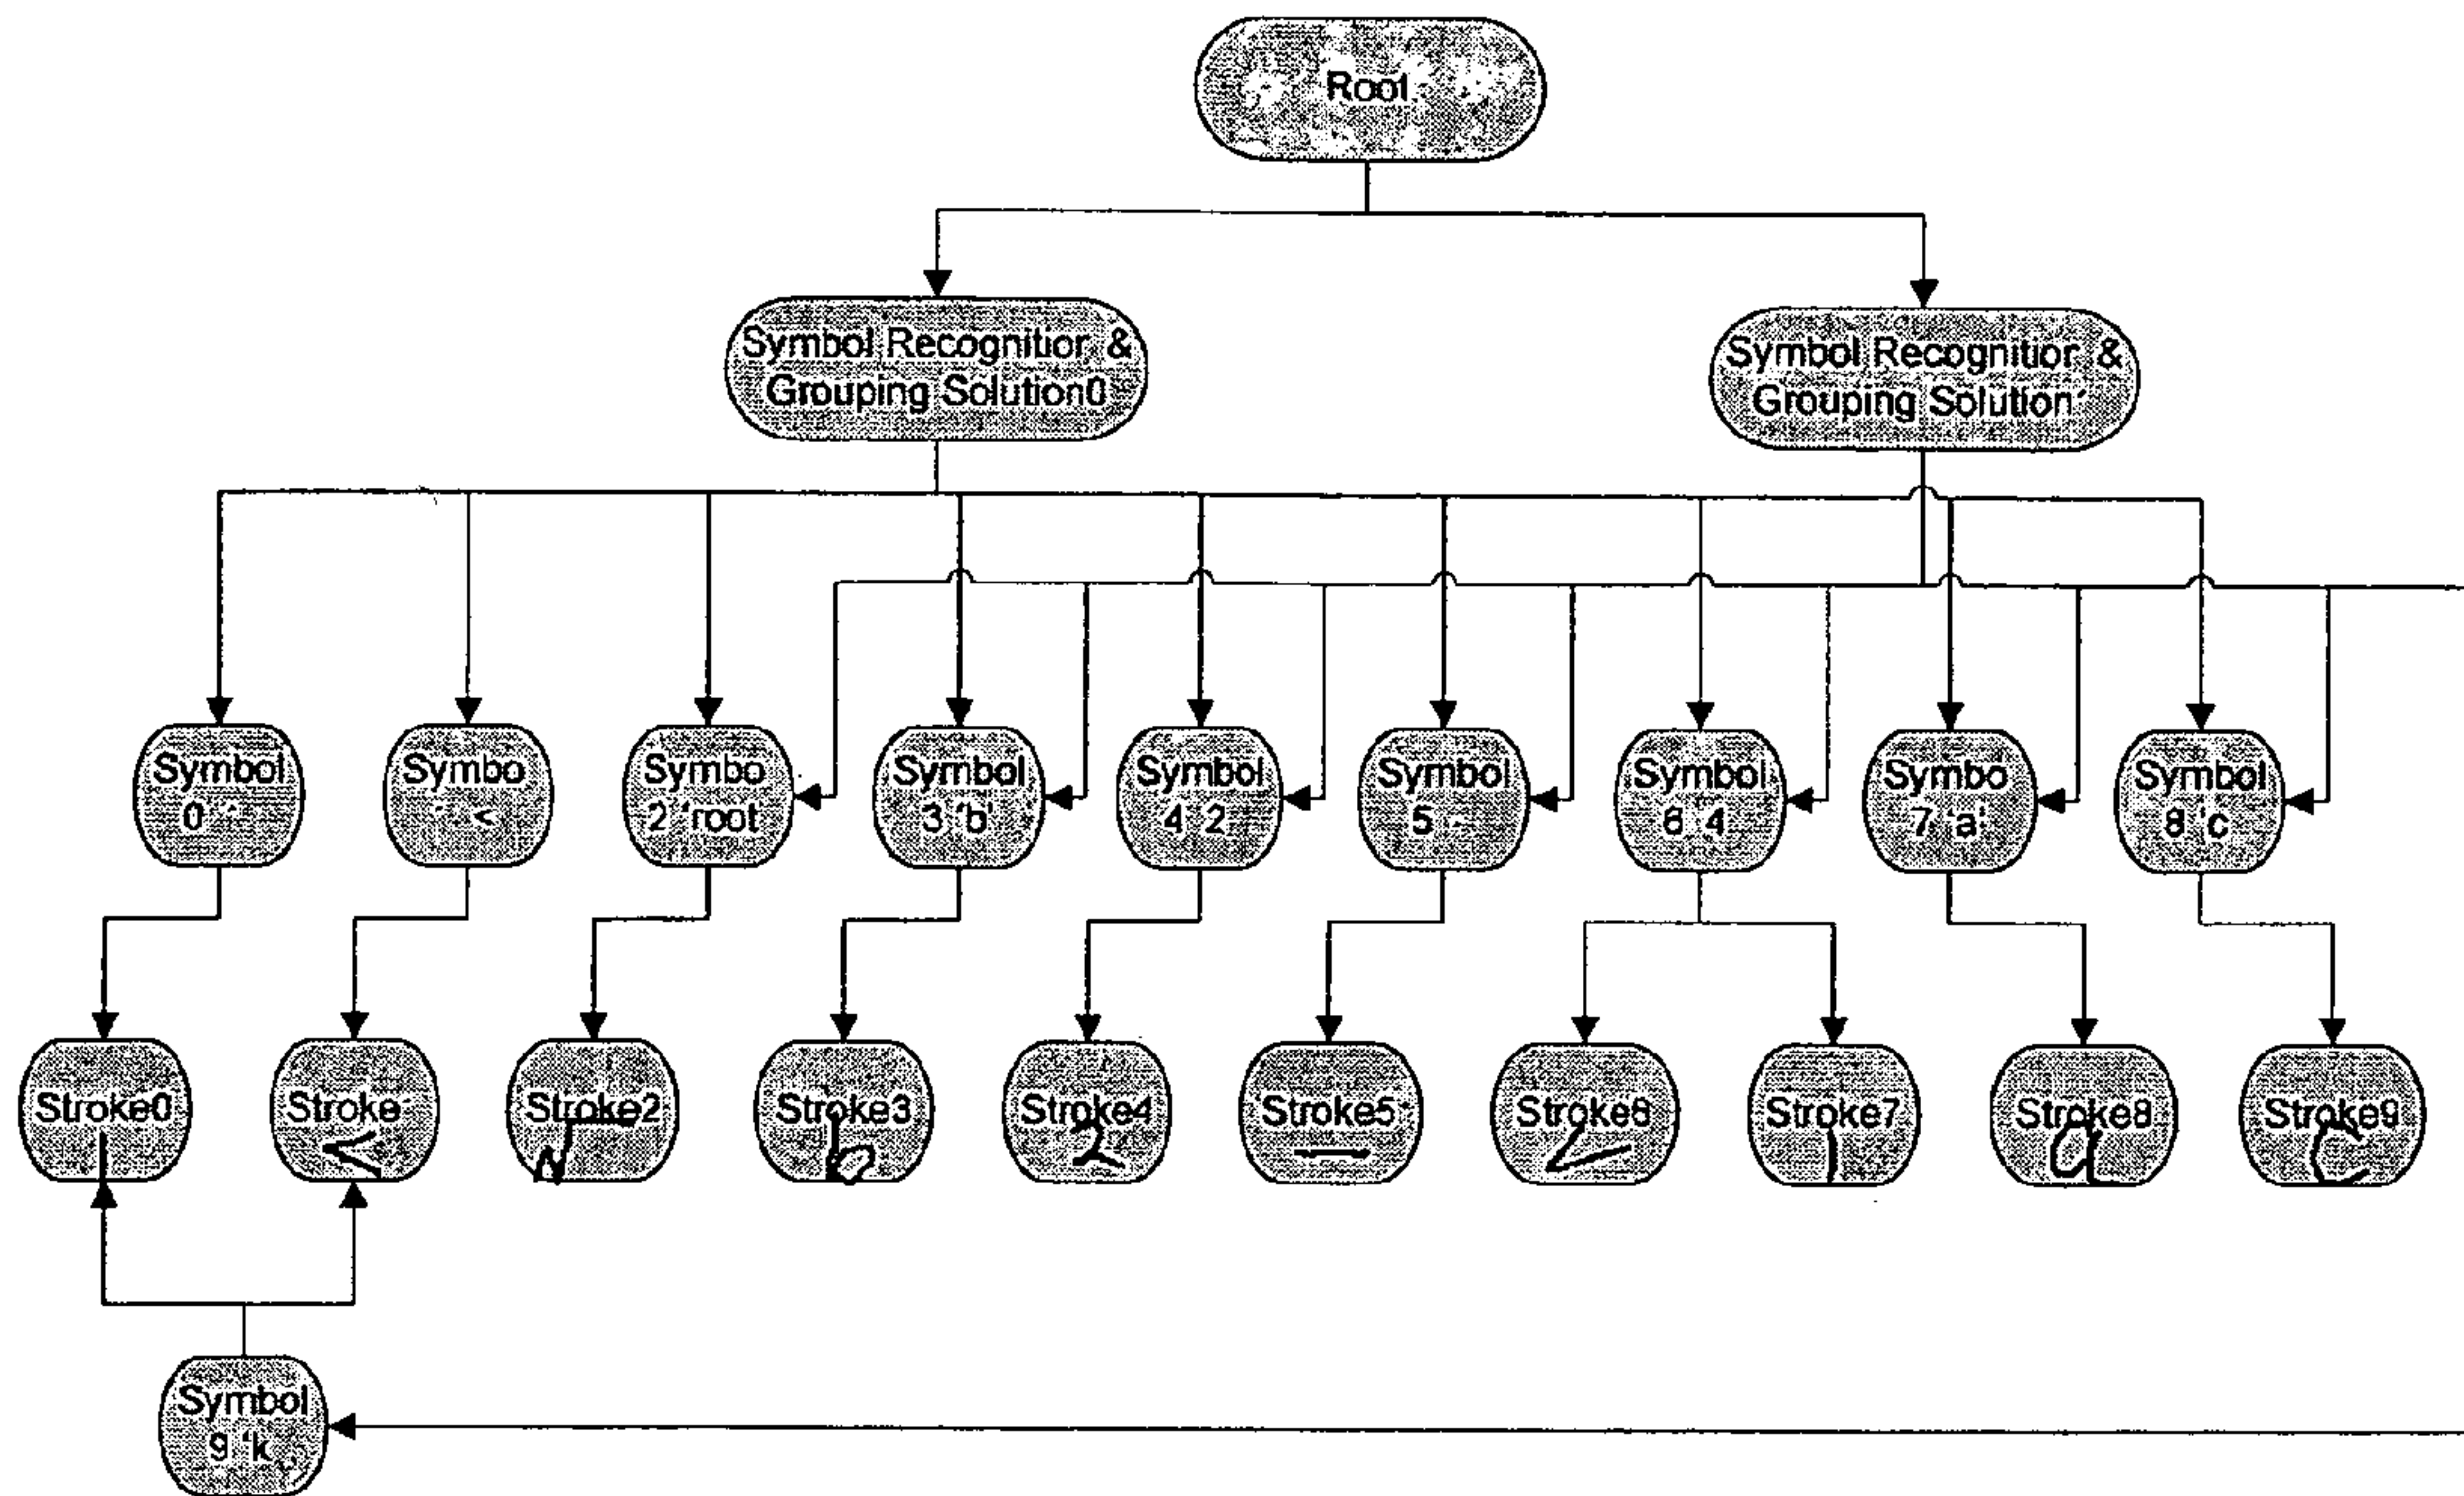 Root
Symbol Recognition &
Grouping Solution0
Symbol Recognition &
Grouping Solution
Symbol
0
Symbo
<
Symbo
2 'root
Symbol
3 'b'
Symbol
4 2
Symbol
5
Symbol
6 4
Symbo
7 'a'
Symbol
8 'c
Stroke0
Stroke
<
Stroke2
Stroke3
b
Stroke4
2
Stroke5
Stroke6
Stroke7
Stroke8
a
Stroke9
c
Symbol
9 'k